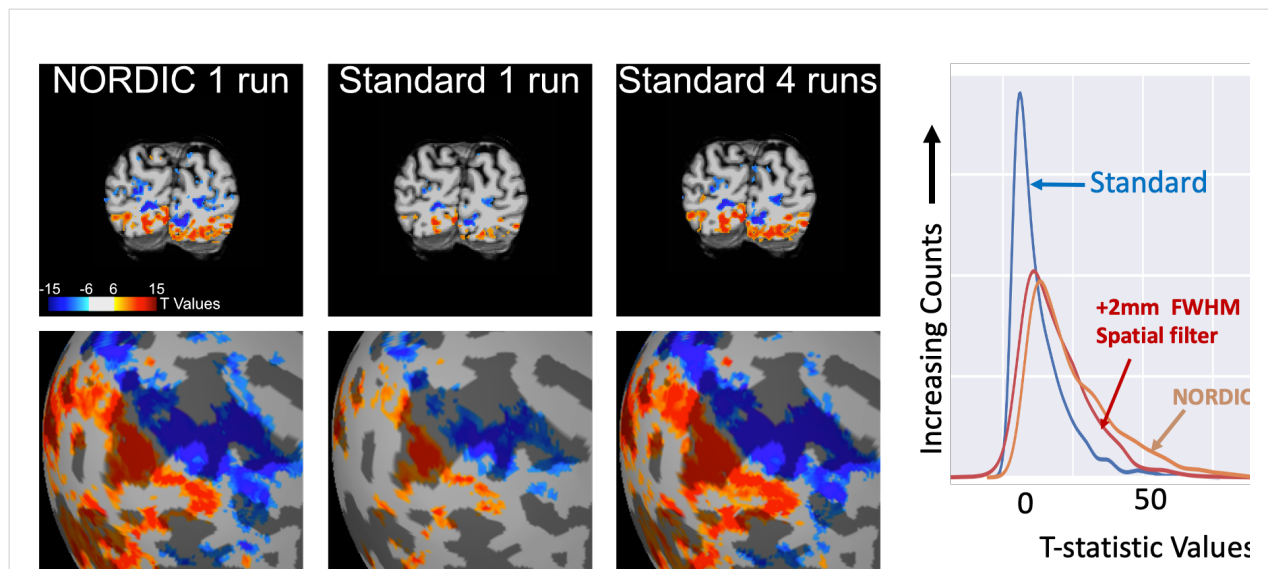 NORDIC 1 run
Standard 1 run
Standard 4 runs
-15 -6 6 15
T Values
Increasing Counts
Standard
+2mm FWHM
Spatial filter
NORDIC
0 50
T-statistic Values